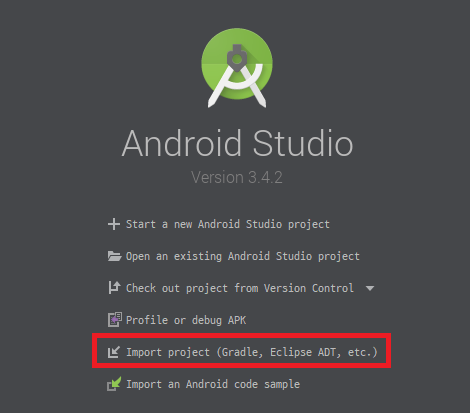 Android Studio
Version 3.4.2
Start a new Android Studio project
Open an existing Android Studio project
Check out project from Version Control
Profile or debug APK
Import project (Gradle, Eclipse ADT, etc.)
Import an Android code sample